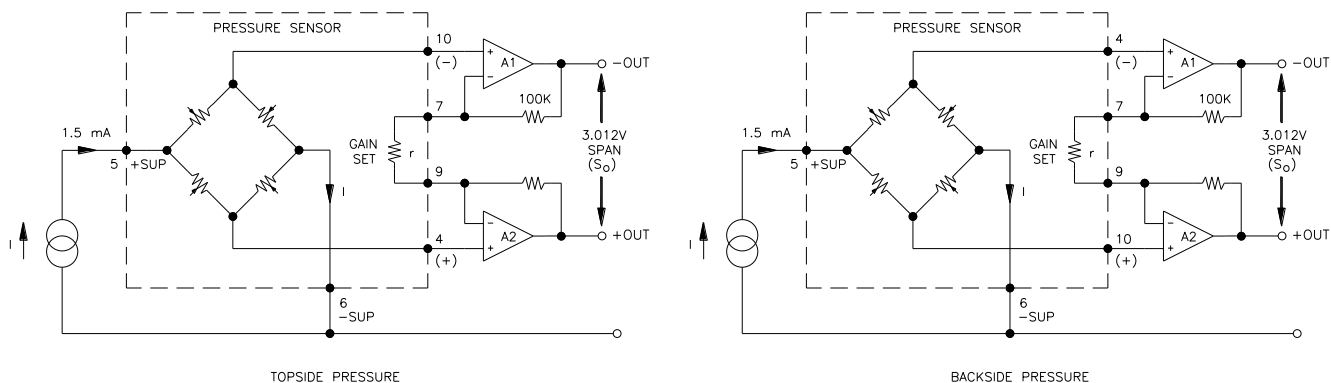 PRESSURE SENSOR
10
(-)
+
A1
-
-OUT
7
100K
1.5 mA
5
+SUP
GAIN
SET
r
3.012V
SPAN
(So)
9
I
I
-
A2
+
+OUT
4
(+)
6
-SUP
TOPSIDE PRESSURE
PRESSURE SENSOR
4
(-)
+
A1
-
-OUT
7
100K
1.5 mA
5
+SUP
GAIN
SET
r
3.012V
SPAN
(So)
9
I
I
-
A2
+
+OUT
10
(+)
6
-SUP
BACKSIDE PRESSURE